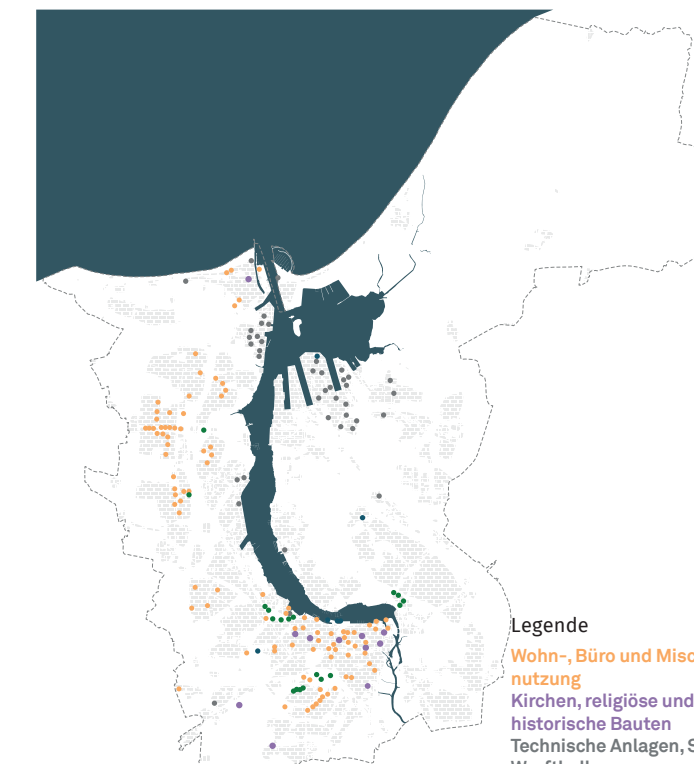 Legende
Wohn-, Büro und Misc
nutzung
Kirchen, religiöse und
historische Bauten
Technische Anlagen, S